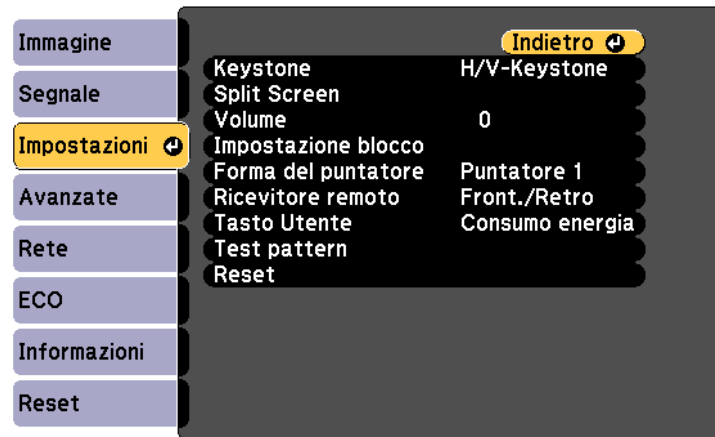 Immagine
Segnale
Impostazioni
Avanzate
Rete
ECO
Informazioni
Reset
Indietro
Keystone H/V-Keystone
Split Screen
Volume 0
Impostazione blocco
Forma del puntatore Puntatore 1
Ricevitore remoto Front./Retro
Tasto Utente Consumo energia
Test pattern
Reset